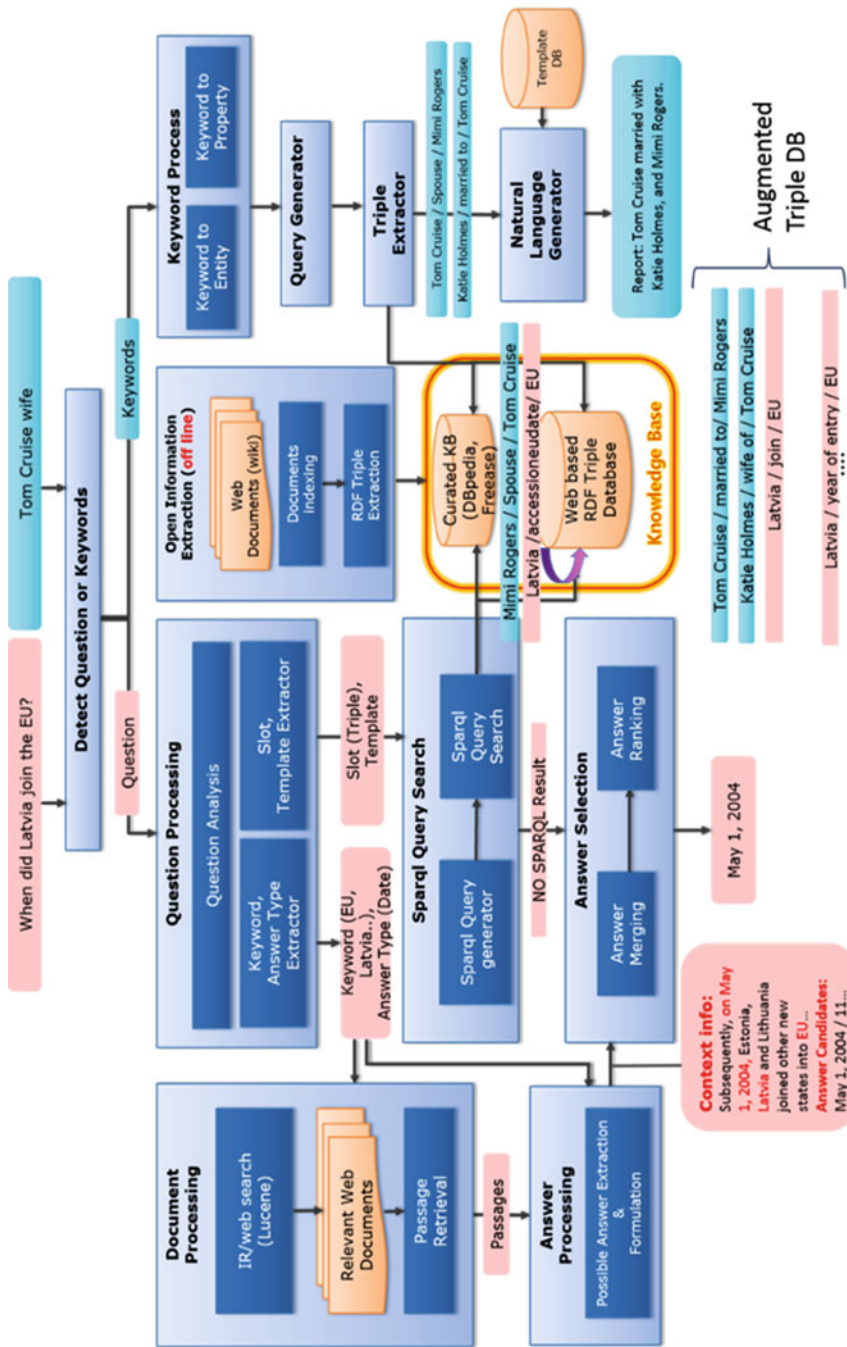 When did Latvia join the EU?
Tom Cruise wife
Detect Question or Keywords
Question
Keywords
Document
Processing
IR/web search
(Lucene)
Relevant Web
Documents
Passage
Retrieval
Passages
Answer
Processing
Possible Answer Extraction
&
Formulation
Question Processing
Question Analysis
Keyword,
Answer Type
Extractor
Slot,
Template Extractor
Keyword (EU,
Latvia..),
Answer Type (Date)
Slot (Triple),
Template
Sparql Query Search
Sparql Query
generator
Sparql
Query
Search
NO SPARQL Result
Answer Selection
Answer
Merging
Answer
Ranking
May 1, 2004
Context info:
Subsequently, on May
1, 2004, Estonia,
Latvia and Lithuania
joined other new
states into EU...
Answer Candidates:
May 1, 2004 / 11...
Open Information
Extraction (off line)
Web
Documents (wiki)
Documents
indexing
RDF Triple
Extraction
Curated KB
(DBpedia,
Freease)
Mimi Rogers / Spouse / Tom Cruise
Latvia /accessioneudate/ EU
Web based
RDF Triple
Database
Knowledge Base
Keyword Process
Keyword to
Entity
Keyword to
Property
Query Generator
Triple
Extractor
Tom Cruise / Spouse / Mimi Rogers
Katie Holmes / married to / Tom Cruise
Natural
Language
Generator
Template
DB
Report: Tom Cruise married with
Katie Holmes, and Mimi Rogers.
Tom Cruise / married to/ Mimi Rogers
Katie Holmes / wife of / Tom Cruise
Latvia / join / EU
Latvia / year of entry / EU
....
Augmented
Triple DB